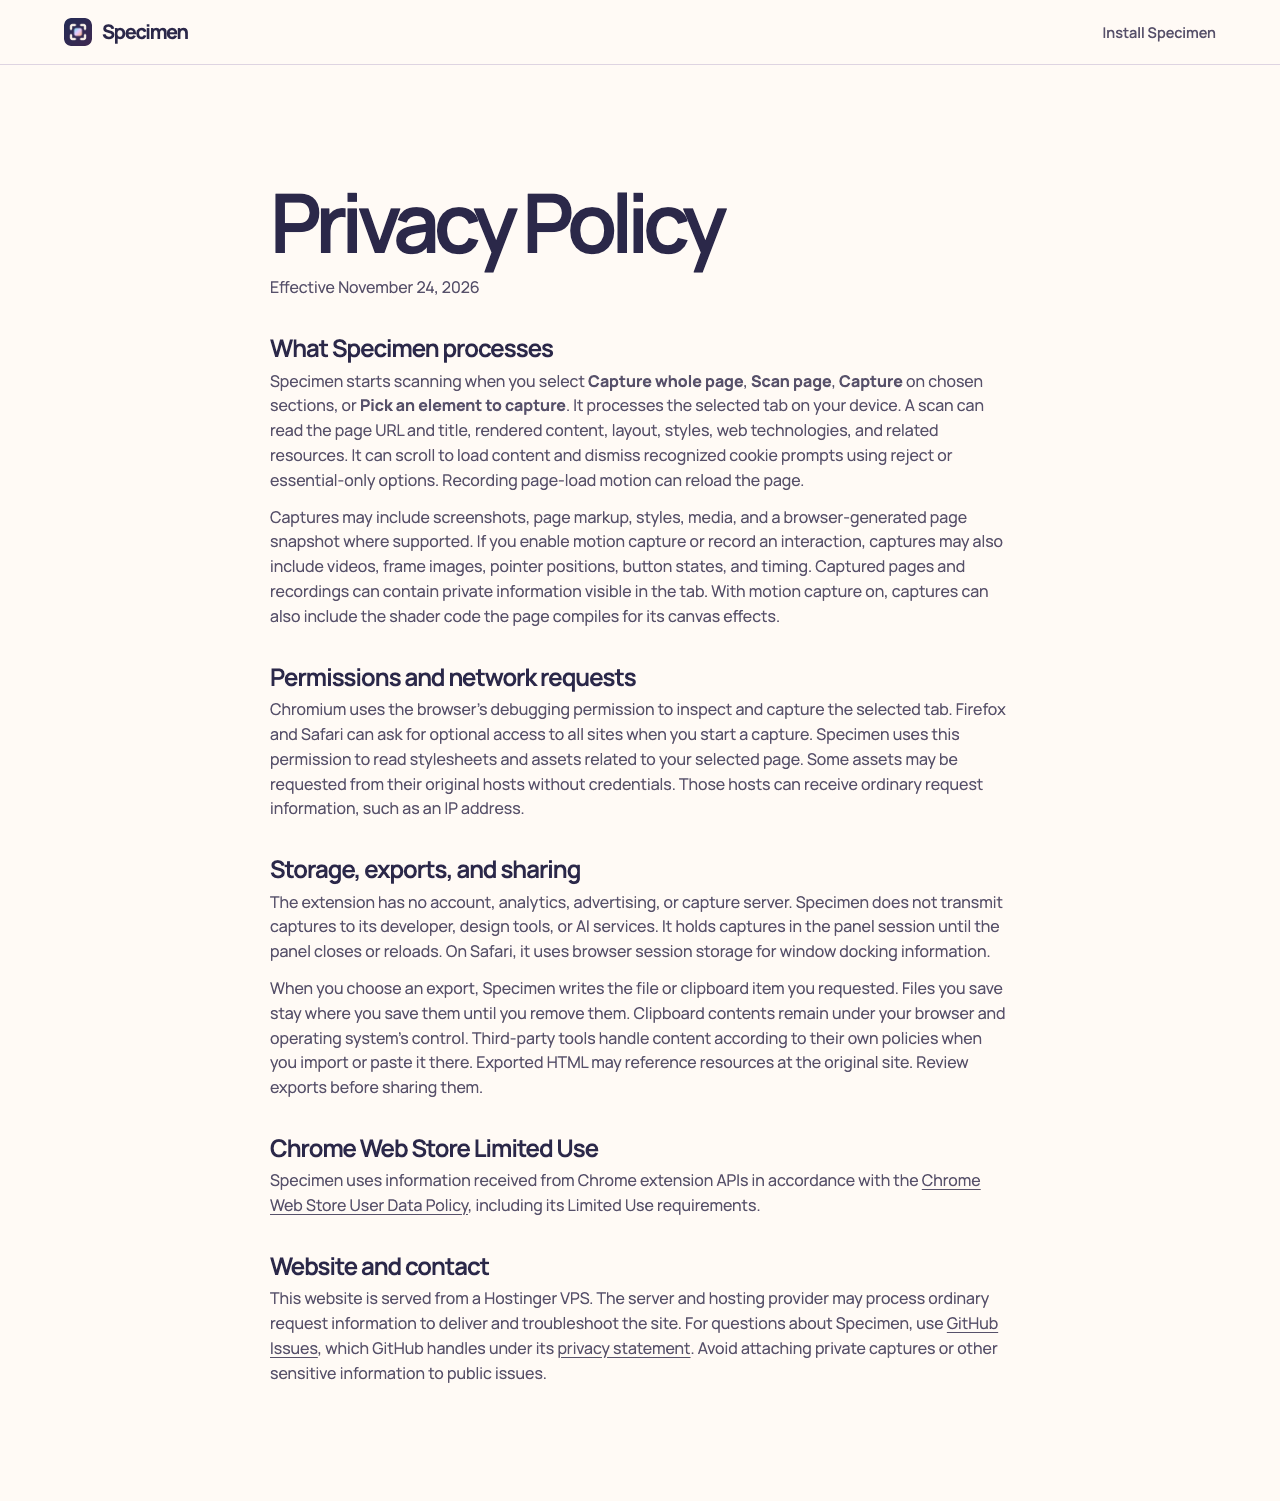 Specimen
Install Specimen
Privacy Policy
Effective November 24, 2026
What Specimen processes
Specimen starts scanning when you select Capture whole page, Scan page, Capture on chosen
sections, or Pick an element to capture. It processes the selected tab on your device. A scan can
read the page URL and title, rendered content, layout, styles, web technologies, and related
resources. It can scroll to load content and dismiss recognized cookie prompts using reject or
essential-only options. Recording page-load motion can reload the page.
Captures may include screenshots, page markup, styles, media, and a browser-generated page
snapshot where supported. If you enable motion capture or record an interaction, captures may also
include videos, frame images, pointer positions, button states, and timing. Captured pages and
recordings can contain private information visible in the tab. With motion capture on, captures can
also include the shader code the page compiles for its canvas effects.
Permissions and network requests
Chromium uses the browser’s debugging permission to inspect and capture the selected tab. Firefox
and Safari can ask for optional access to all sites when you start a capture. Specimen uses this
permission to read stylesheets and assets related to your selected page. Some assets may be
requested from their original hosts without credentials. Those hosts can receive ordinary request
information, such as an IP address.
Storage, exports, and sharing
The extension has no account, analytics, advertising, or capture server. Specimen does not transmit
captures to its developer, design tools, or AI services. It holds captures in the panel session until the
panel closes or reloads. On Safari, it uses browser session storage for window docking information.
When you choose an export, Specimen writes the file or clipboard item you requested. Files you save
stay where you save them until you remove them. Clipboard contents remain under your browser and
operating system’s control. Third-party tools handle content according to their own policies when
you import or paste it there. Exported HTML may reference resources at the original site. Review
exports before sharing them.
Chrome Web Store Limited Use
Specimen uses information received from Chrome extension APIs in accordance with the Chrome
Web Store User Data Policy, including its Limited Use requirements.
Website and contact
This website is served from a Hostinger VPS. The server and hosting provider may process ordinary
request information to deliver and troubleshoot the site. For questions about Specimen, use GitHub
Issues, which GitHub handles under its privacy statement. Avoid attaching private captures or other
sensitive information to public issues.